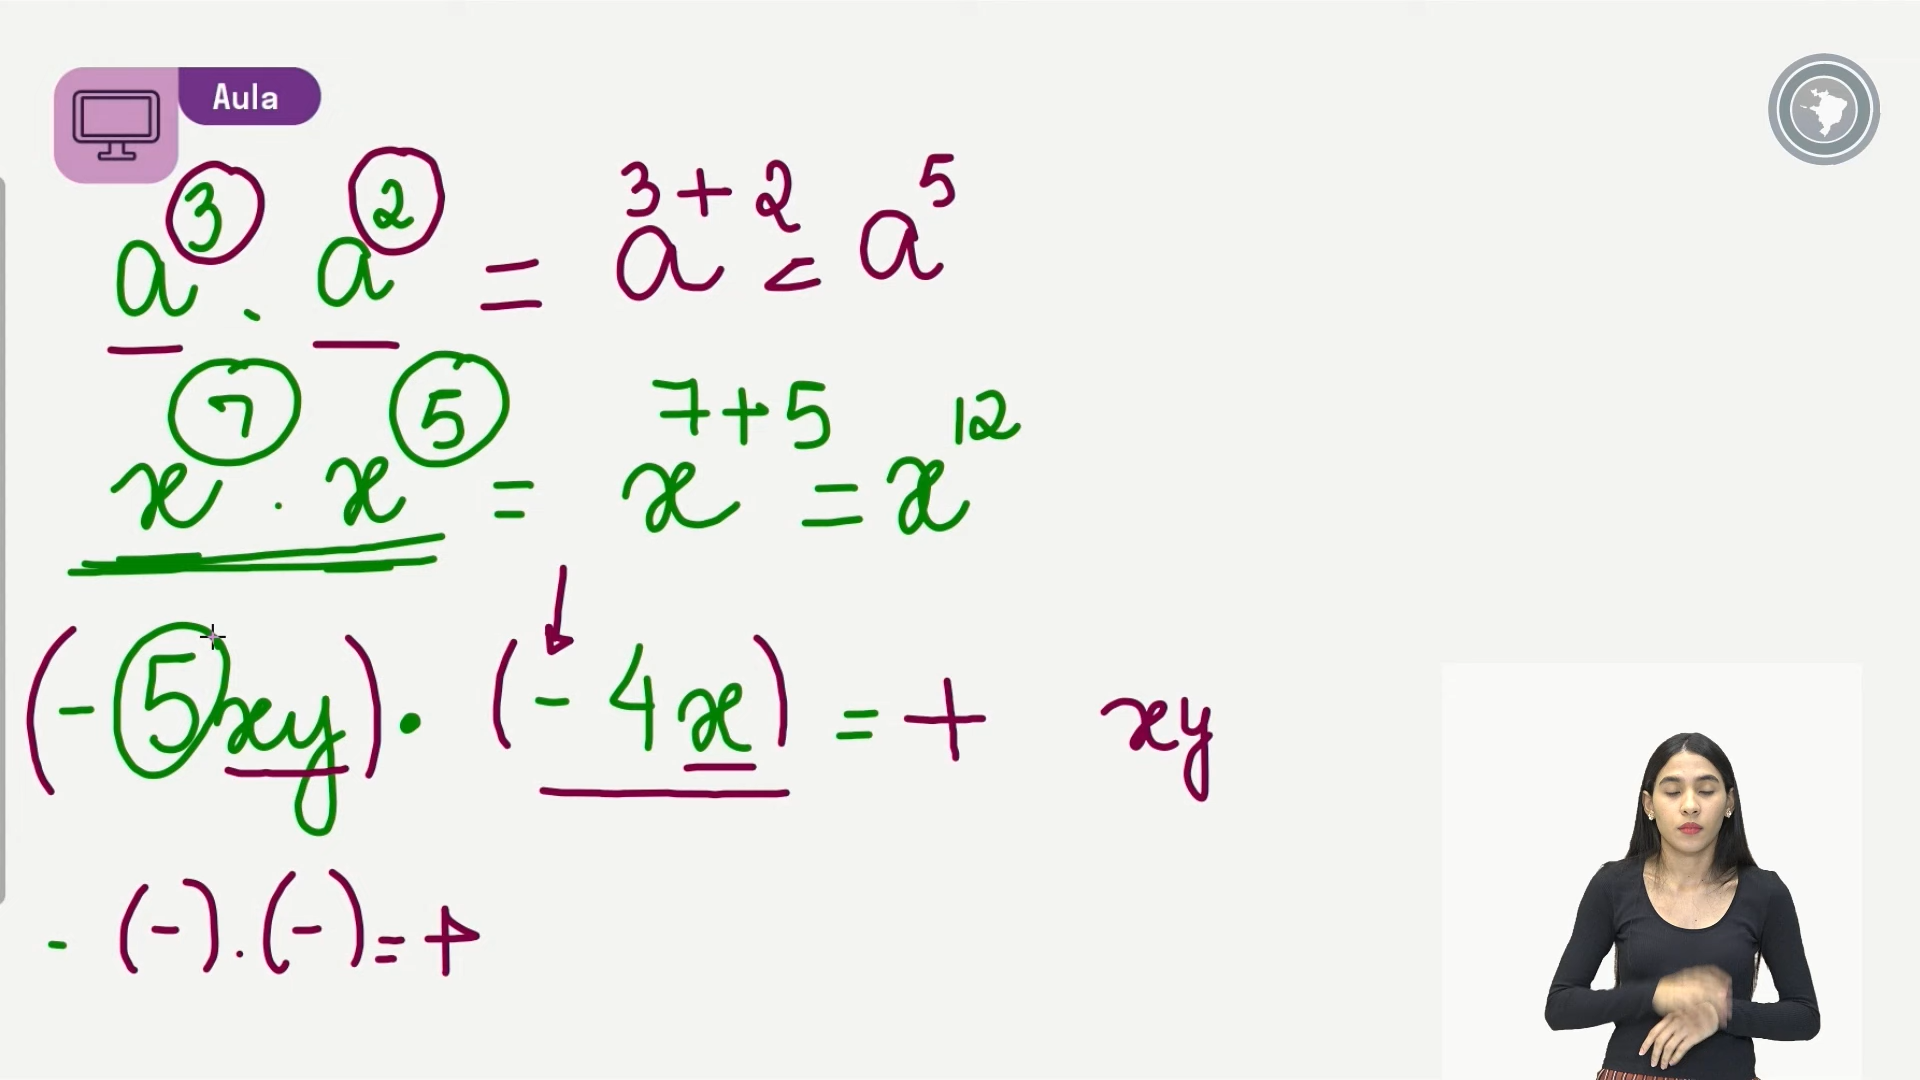 Aula
a³ . a² = a³⁺² = a⁵
x⁷ . x⁵ = x⁷⁺⁵ = x¹²
(-5xy) . (-4x) = + xy
- (-) . (-) = +